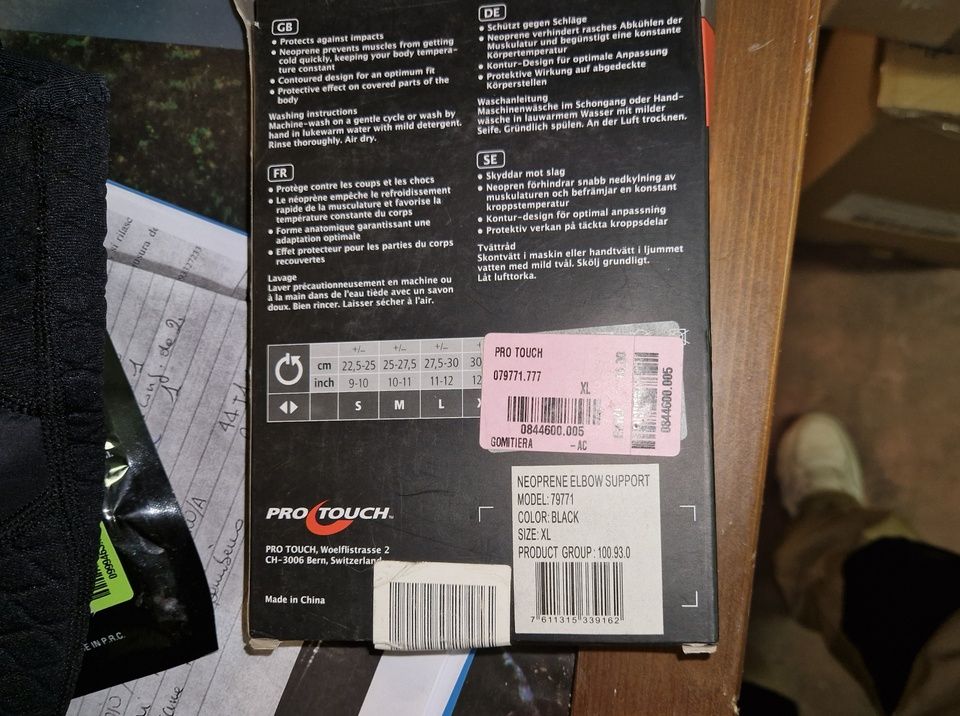 GB
• Protects against impacts
• Neoprene prevents muscles from getting
cold quickly, keeping your body tempera-
ture constant
• Contoured design for an optimum fit
• Protective effect on covered parts of the
body
Washing instructions
Machine-wash on a gentle cycle or wash by
hand in lukewarm water with mild detergent.
Rinse thoroughly. Air dry.
DE
• Schützt gegen Schläge
• Neoprene verhindert rasches Abkühlen der
Muskulatur und begünstigt eine konstante
Körpertemperatur
• Kontur-Design für optimale Anpassung
• Protektive Wirkung auf abgedeckte
Körperstellen
Waschanleitung
Maschinenwäsche im Schongang oder Hand-
wäsche in lauwarmem Wasser mit milder
Seife. Gründlich spülen. An der Luft trocknen.
FR
• Protège contre les coups et les chocs
• Le néoprène empêche le refroidissement
rapide de la musculature et favorise la
température constante du corps
• Forme anatomique garantissant une
adaptation optimale
• Effet protecteur pour les parties du corps
recouvertes
Lavage
Laver précautionneusement en machine ou
à la main dans de l'eau tiède avec un savon
doux. Bien rincer. Laisser sécher à l'air.
SE
• Skyddar mot slag
• Neopren förhindrar snabb nedkylning av
muskulaturen och befrämjar en konstant
kroppstemperatur
• Kontur-design för optimal anpassning
• Protektiv verkan på täckta kroppsdelar
Tvättråd
Skontvätt i maskin eller handtvätt i ljummet
vatten med mild tvål. Skölj grundligt.
Låt lufttorka.
+/- +/- +/-
cm 22,5-25 25-27,5 27,5-30 30
inch 9-10 10-11 11-12 12
S M L
PRO TOUCH
079771.777
XL
0844600.005
GOMITIERA -AC
0844600.005
NEOPRENE ELBOW SUPPORT
MODEL: 79771
COLOR: BLACK
SIZE: XL
PRODUCT GROUP : 100.93.0
7 611315 339162
PRO TOUCH
PRO TOUCH, Woelflistrasse 2
CH-3006 Bern, Switzerland
Made in China
E IN P.R.C.